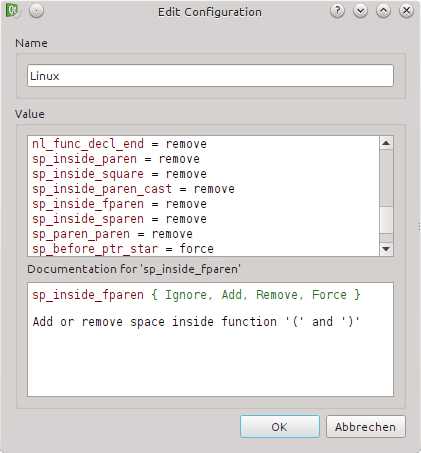 Edit Configuration
Name
Linux
Value
nl_func_decl_end = remove
sp_inside_paren = remove
sp_inside_square = remove
sp_inside_paren_cast = remove
sp_inside_fparen = remove
sp_inside_sparen = remove
sp_paren_paren = remove
sp_before_ptr_star = force
Documentation for 'sp_inside_fparen'
sp_inside_fparen { Ignore, Add, Remove, Force }
Add or remove space inside function '(' and ')'
OK
Abbrechen